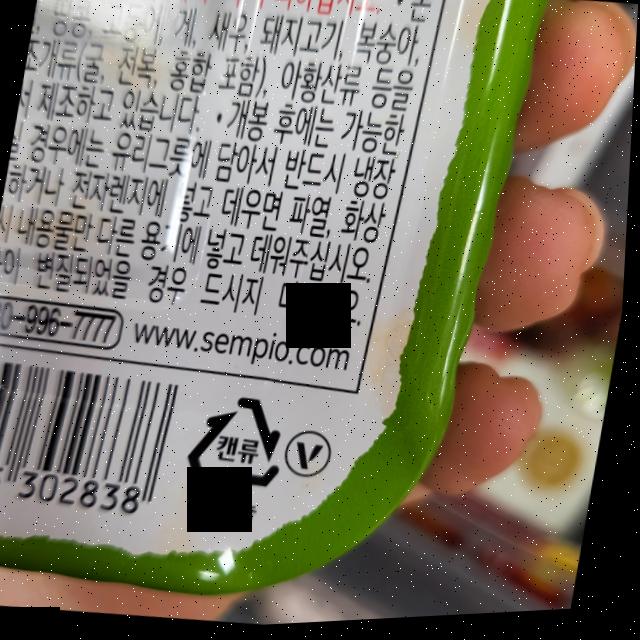 게, 새우, 돼지고기, 복숭아,
조개류(굴, 전복, 홍합 포함), 아황산류 등을
제조하고 있습니다. • 개봉 후에는 가능한
경우에는 유리그릇에 담아서 반드시 냉장
하거나 전자레인지에 넣고 데우면 파열, 화상
내용물만 다른 용기에 넣고 데워주십시오.
변질되었을 경우 드시지
0-996-7777 www.sempio.com
302838 캔류 V